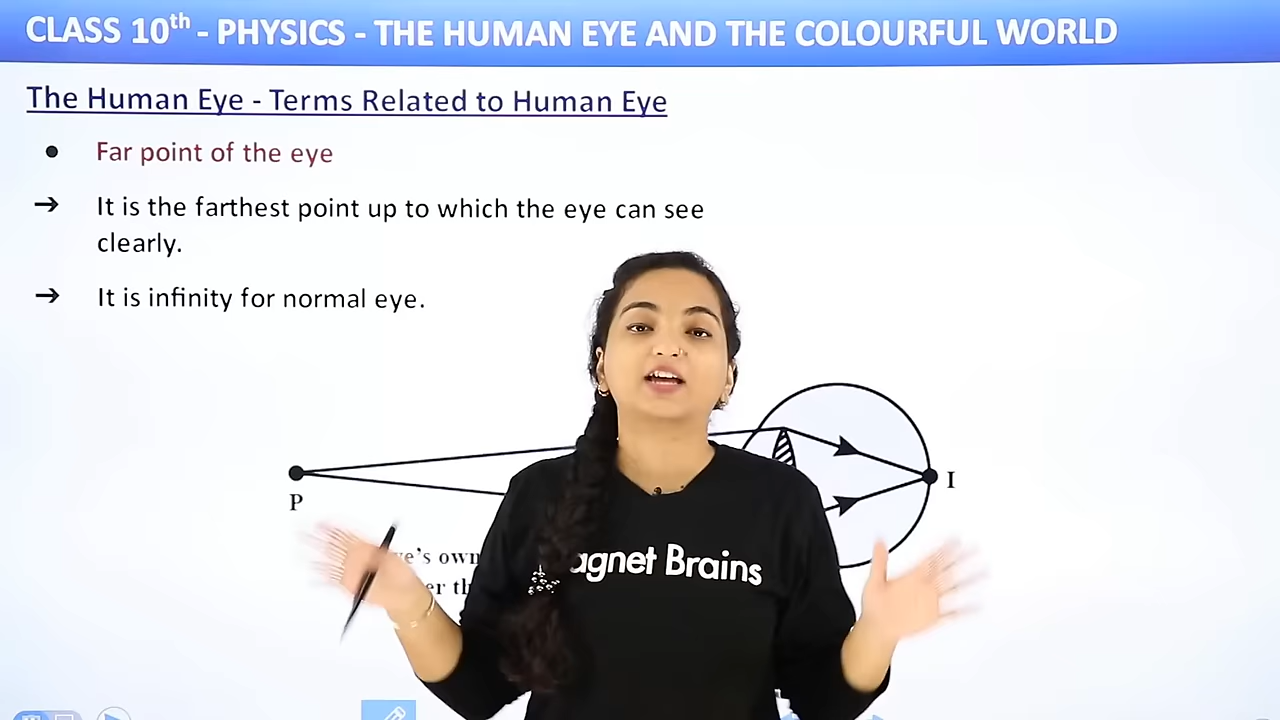 CLASS 10th - PHYSICS - THE HUMAN EYE AND THE COLOURFUL WORLD
The Human Eye - Terms Related to Human Eye
● Far point of the eye
➔ It is the farthest point up to which the eye can see
clearly.
➔ It is infinity for normal eye.
I
P
own
agnet Brains